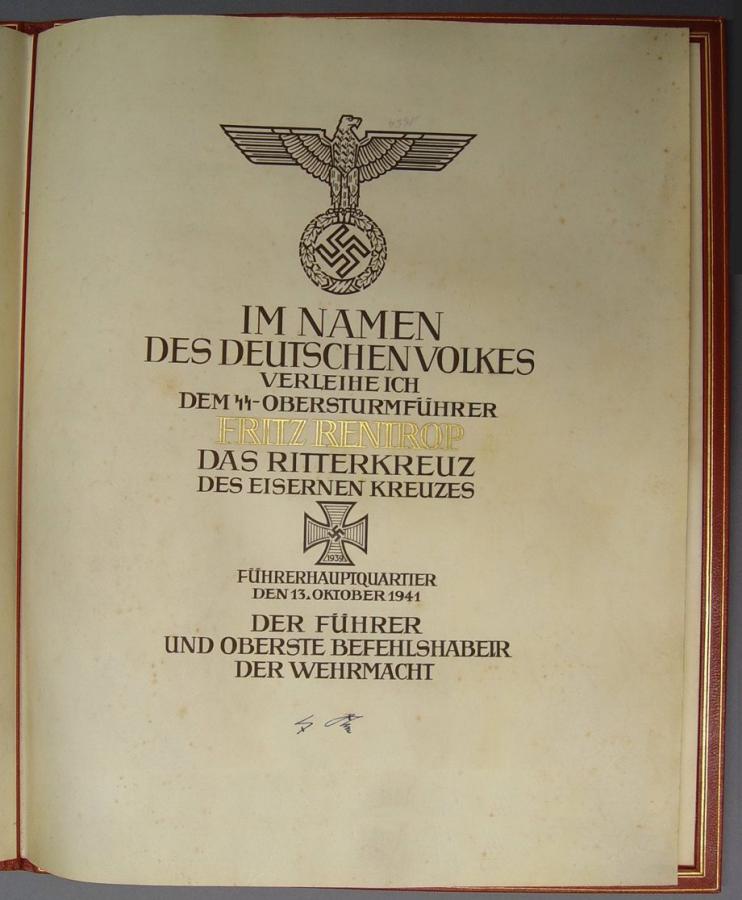 IM NAMEN
DES DEUTSCHEN VOLKES
VERLEIHE ICH
DEM SS-OBERSTURMFÜHRER
FRITZ RENTROP
DAS RITTERKREUZ
DES EISERNEN KREUZES
1939
FÜHRERHAUPTQUARTIER
DEN 13. OKTOBER 1941
DER FÜHRER
UND OBERSTE BEFEHLSHABER
DER WEHRMACHT